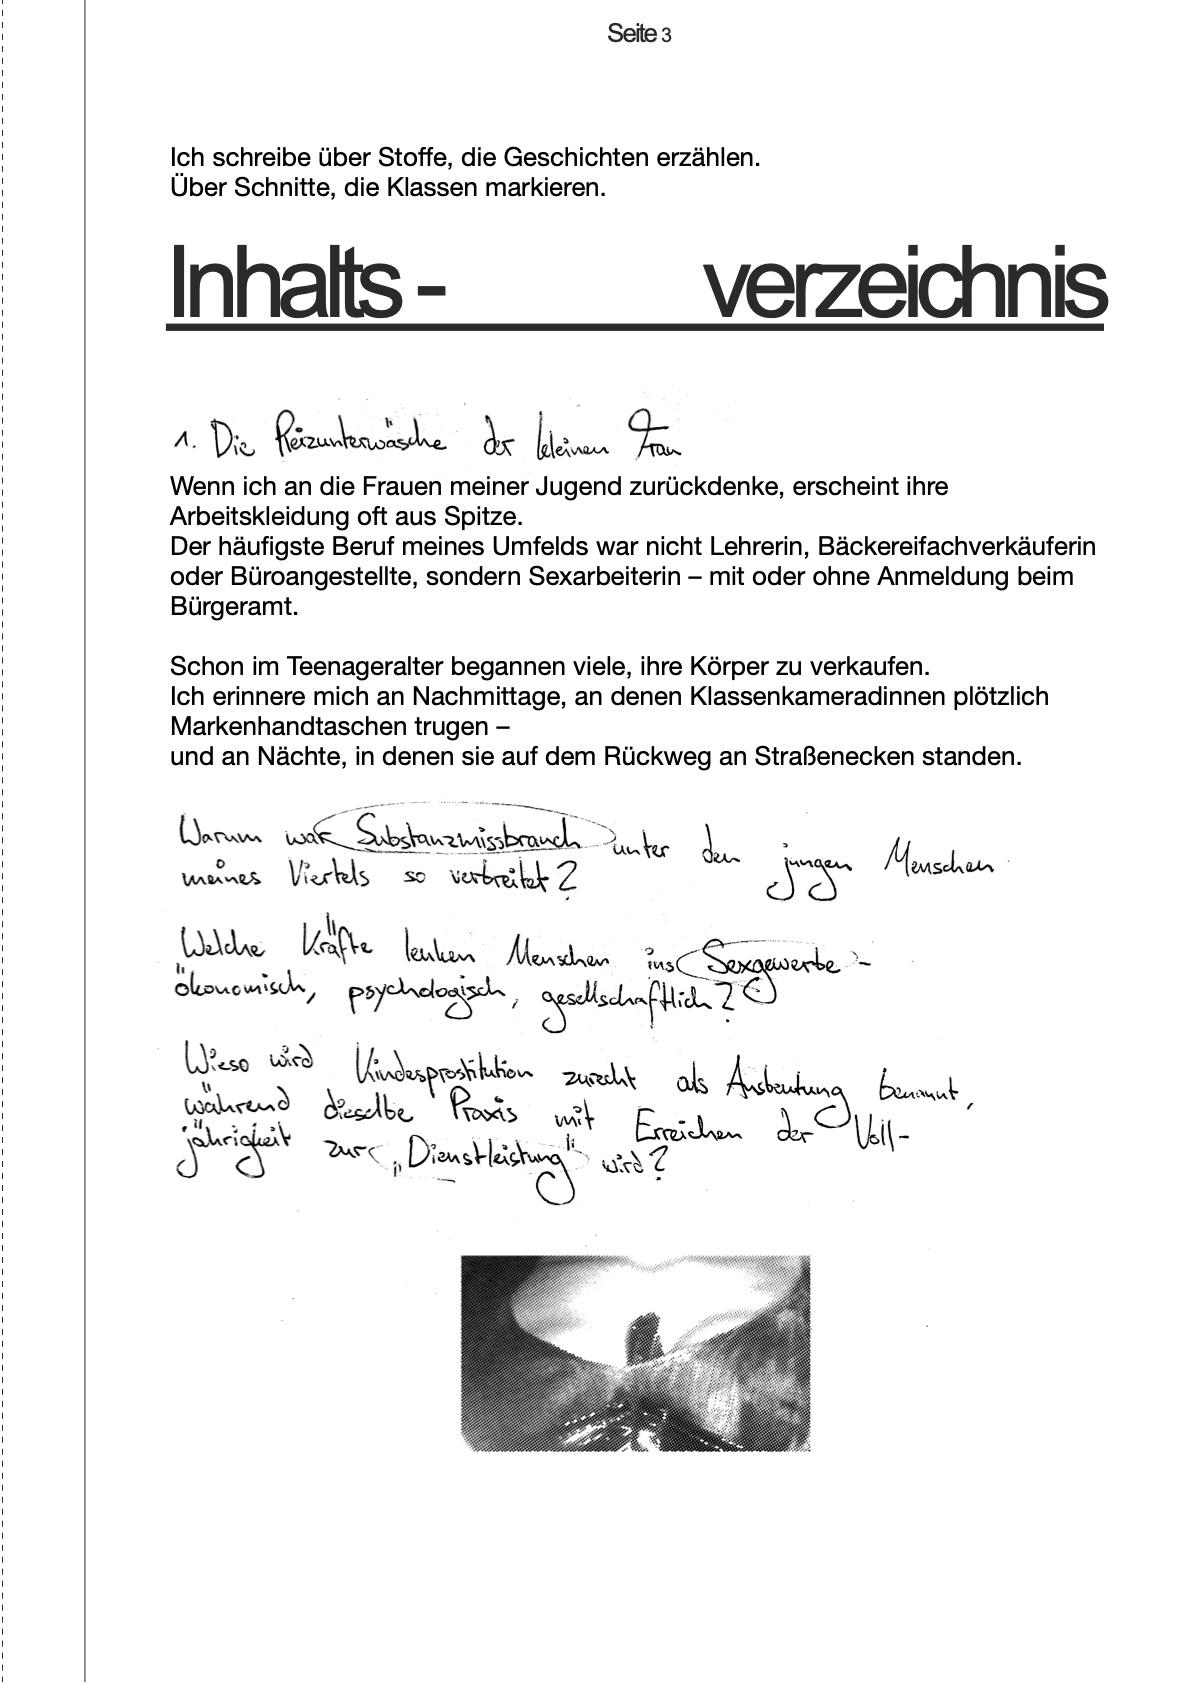 Seite 3
Ich schreibe über Stoffe, die Geschichten erzählen.
Über Schnitte, die Klassen markieren.
Inhalts - verzeichnis
1. Die Reizunterwäsche der kleinen Frau
Wenn ich an die Frauen meiner Jugend zurückdenke, erscheint ihre
Arbeitskleidung oft aus Spitze.
Der häufigste Beruf meines Umfelds war nicht Lehrerin, Bäckereifachverkäuferin
oder Büroangestellte, sondern Sexarbeiterin – mit oder ohne Anmeldung beim
Bürgeramt.
Schon im Teenageralter begannen viele, ihre Körper zu verkaufen.
Ich erinnere mich an Nachmittage, an denen Klassenkameradinnen plötzlich
Markenhandtaschen trugen –
und an Nächte, in denen sie auf dem Rückweg an Straßenecken standen.
Warum war Substanzmissbrauch unter den jungen Menschen
meines Viertels so verbreitet?
Welche Kräfte lenken Menschen ins Sexgewerbe -
ökonomisch, psychologisch, gesellschaftlich?
Wieso wird Kindesprostitution zurecht als Ausbeutung benannt,
während dieselbe Praxis mit Erreichen der Voll-
jährigkeit zur „Dienstleistung" wird?